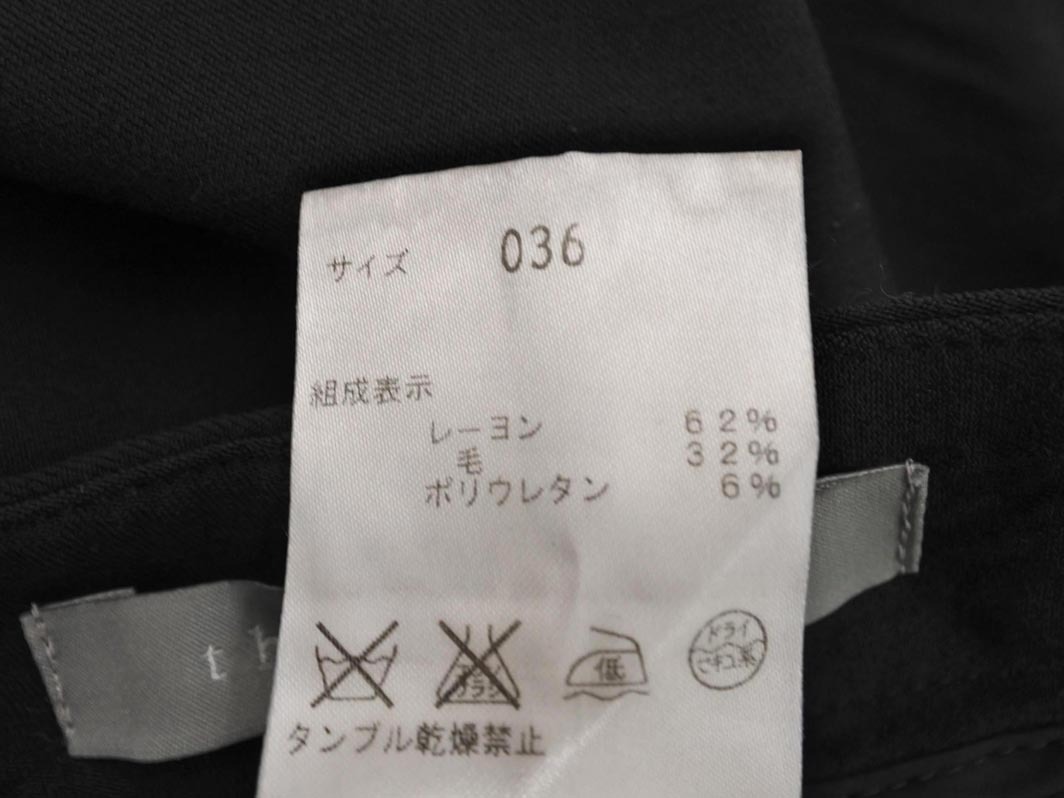 サイズ 036
組成表示
レーヨン 62%
毛 32%
ポリウレタン 6%
低
ドライ
セキユ系
タンブル乾燥禁止
th